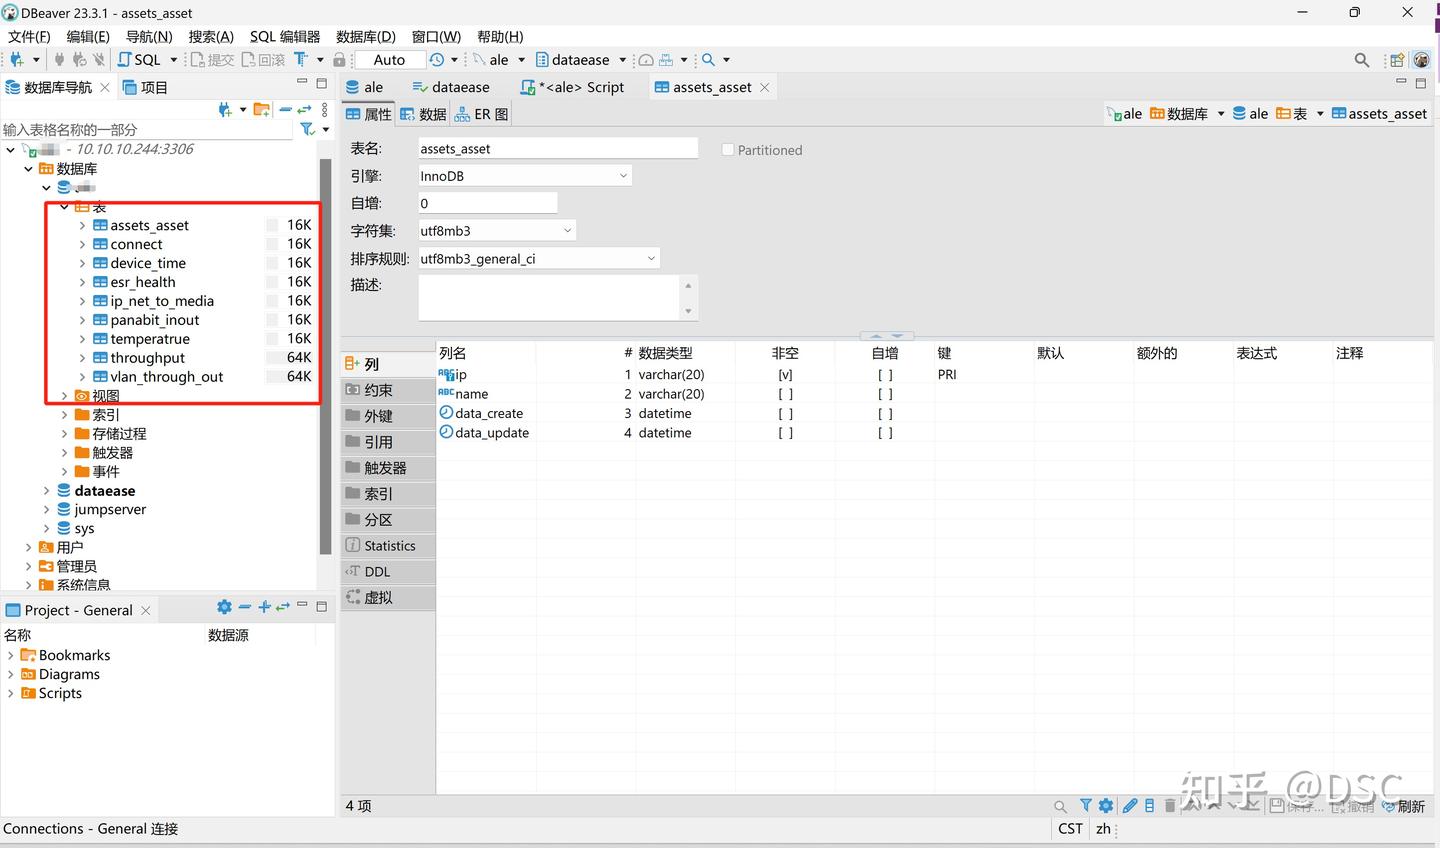 DBeaver 23.3.1 - assets_asset
文件(F) 编辑(E) 导航(N) 搜索(A) SQL 编辑器 数据库(D) 窗口(W) 帮助(H)
SQL 提交 回滚 Auto ale dataease
数据库导航 项目
ale dataease *<ale> Script assets_asset
属性 数据 ER 图
ale 数据库 ale 表 assets_asset
输入表格名称的一部分
- 10.10.10.244:3306
数据库
表
assets_asset 16K
connect 16K
device_time 16K
esr_health 16K
ip_net_to_media 16K
panabit_inout 16K
temperatrue 16K
throughput 64K
vlan_through_out 64K
视图
索引
存储过程
触发器
事件
dataease
jumpserver
sys
用户
管理员
系统信息
Project - General
名称 数据源
Bookmarks
Diagrams
Scripts
表名: assets_asset Partitioned
引擎: InnoDB
自增: 0
字符集: utf8mb3
排序规则: utf8mb3_general_ci
描述:
列
约束
外键
引用
触发器
索引
分区
Statistics
DDL
虚拟
列名 # 数据类型 非空 自增 键 默认 额外的 表达式 注释
ip 1 varchar(20) [v] [ ] PRI
name 2 varchar(20) [ ] [ ]
data_create 3 datetime [ ] [ ]
data_update 4 datetime [ ] [ ]
4 项
保存... 撤销 刷新
知乎 @DSC
Connections - General 连接
CST zh